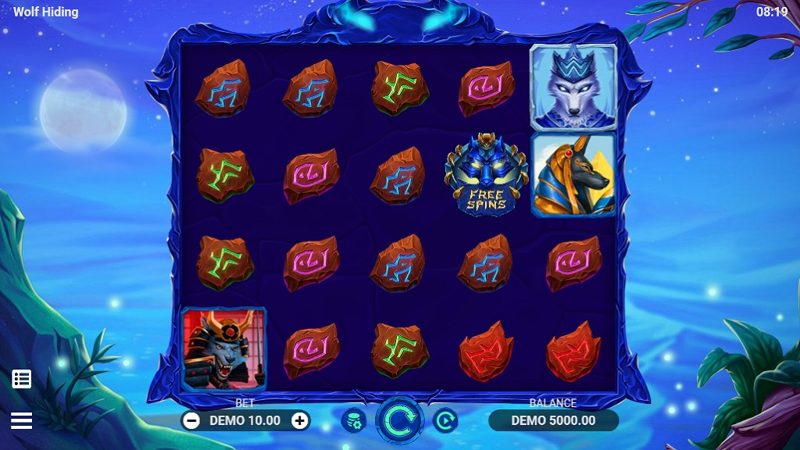 Wolf Hiding
08:19
FREE
SPINS
BET
BALANCE
DEMO 10.00
DEMO 5000.00